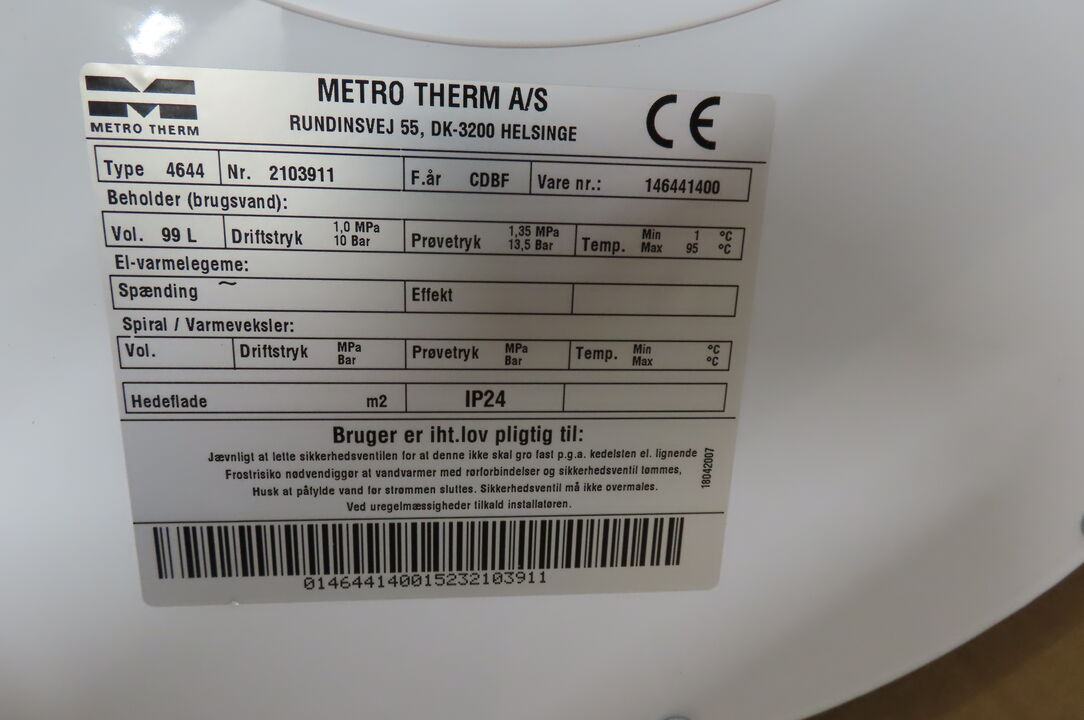 METRO THERM
METRO THERM A/S
RUNDINSVEJ 55, DK-3200 HELSINGE
CE
Type 4644 Nr. 2103911 F.år CDBF Vare nr.: 146441400
Beholder (brugsvand):
Vol. 99 L Driftstryk 1,0 MPa 10 Bar Prøvetryk 1,35 MPa 13,5 Bar Temp. Min 1 °C Max 95 °C
El-varmelegeme:
Spænding ~ Effekt
Spiral / Varmeveksler:
Vol. Driftstryk MPa Bar Prøvetryk MPa Bar Temp. Min °C Max °C
Hedeflade m2 IP24
Bruger er iht.lov pligtig til:
Jævnligt at lette sikkerhedsventilen for at denne ikke skal gro fast p.g.a. kedelsten el. lignende
Frostrisiko nødvendiggør at vandvarmer med rørforbindelser og sikkerhedsventil tømmes,
Husk at påfylde vand før strømmen sluttes. Sikkerhedsventil må ikke overmales.
Ved uregelmæssigheder tilkald installatøren.
18042007
014644140015232103911